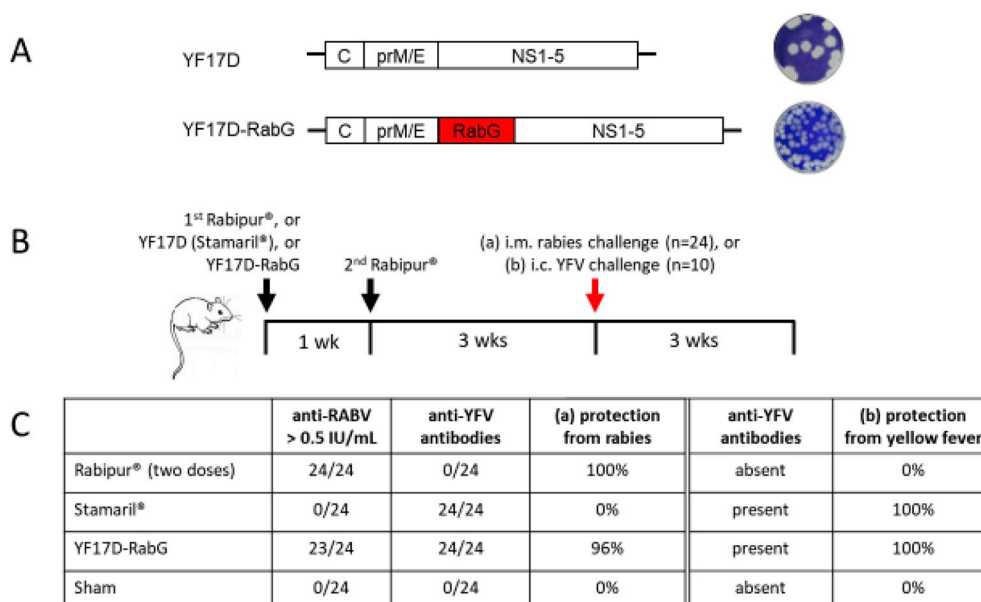 A
YF17D
C prM/E NS1-5
YF17D-RabG
C prM/E RabG NS1-5
B
1st Rabipur®, or
YF17D (Stamaril®), or
YF17D-RabG
2nd Rabipur®
(a) i.m. rabies challenge (n=24), or
(b) i.c. YFV challenge (n=10)
1 wk 3 wks 3 wks
C
anti-RABV > 0.5 IU/mL anti-YFV antibodies (a) protection from rabies anti-YFV antibodies (b) protection from yellow fever
Rabipur® (two doses) 24/24 0/24 100% absent 0%
Stamaril® 0/24 24/24 0% present 100%
YF17D-RabG 23/24 24/24 96% present 100%
Sham 0/24 0/24 0% absent 0%